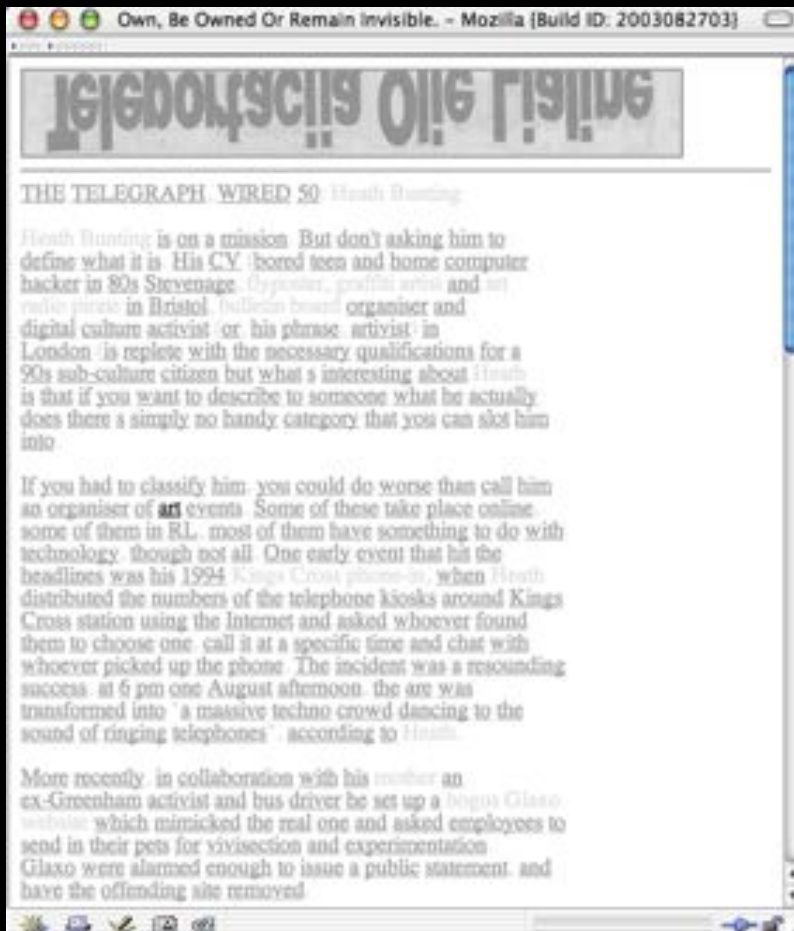 Own, Be Owned Or Remain Invisible. - Mozilla {Build ID: 2003082703}
Teleportacija Olie Lialine
THE TELEGRAPH, WIRED 50: Heath Bunting
Heath Bunting is on a mission. But don't asking him to
define what it is. His CV (bored teen and home computer
hacker in 80s Stevenage, flyposter, graffiti artist and art
radio pirate in Bristol, bulletin board organiser and
digital culture activist (or, his phrase, artivist) in
London) is replete with the necessary qualifications for a
90s sub-culture citizen but what s interesting about Heath
is that if you want to describe to someone what he actually
does there s simply no handy category that you can slot him
into
If you had to classify him, you could do worse than call him
an organiser of art events. Some of these take place online,
some of them in RL, most of them have something to do with
technology, though not all. One early event that hit the
headlines was his 1994 Kings Cross phone-in, when Heath
distributed the numbers of the telephone kiosks around Kings
Cross station using the Internet and asked whoever found
them to choose one, call it at a specific time and chat with
whoever picked up the phone. The incident was a resounding
success, at 6 pm one August afternoon, the are was
transformed into "a massive techno crowd dancing to the
sound of ringing telephones", according to Heath.
More recently, in collaboration with his mother an
ex-Greenham activist and bus driver he set up a bogus Glaxo
website which mimicked the real one and asked employees to
send in their pets for vivisection and experimentation
Glaxo were alarmed enough to issue a public statement, and
have the offending site removed